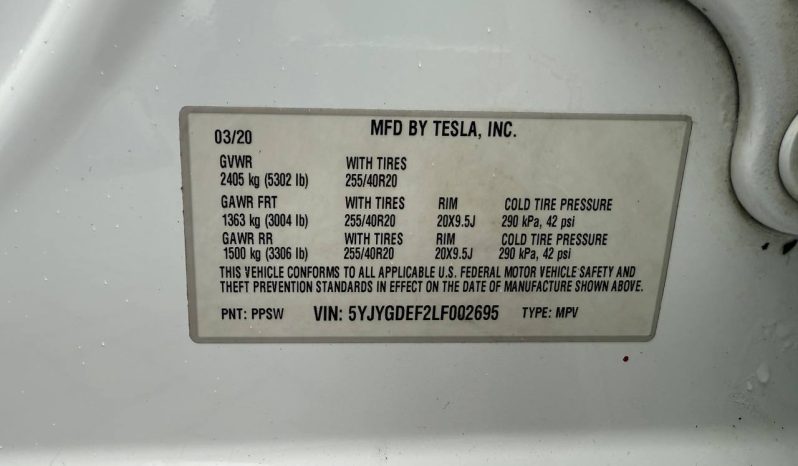 MFD BY TESLA, INC.
03/20
GVWR WITH TIRES
2405 kg (5302 lb) 255/40R20
GAWR FRT WITH TIRES RIM COLD TIRE PRESSURE
1363 kg (3004 lb) 255/40R20 20X9.5J 290 kPa, 42 psi
GAWR RR WITH TIRES RIM COLD TIRE PRESSURE
1500 kg (3306 lb) 255/40R20 20X9.5J 290 kPa, 42 psi
THIS VEHICLE CONFORMS TO ALL APPLICABLE U.S. FEDERAL MOTOR VEHICLE SAFETY AND
THEFT PREVENTION STANDARDS IN EFFECT ON THE DATE OF MANUFACTURE SHOWN ABOVE.
PNT: PPSW VIN: 5YJYGDEF2LF002695 TYPE: MPV